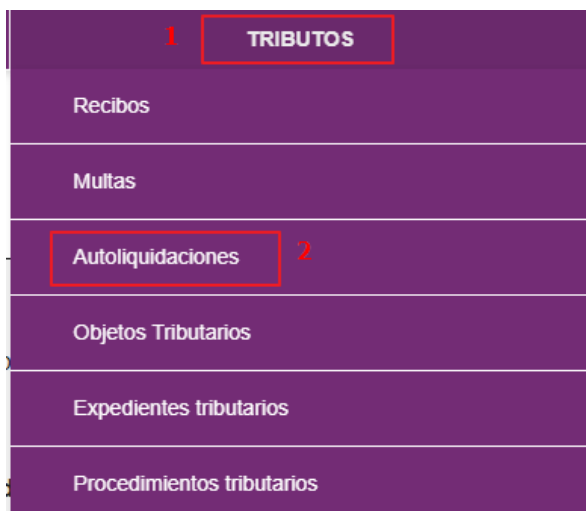 1 TRIBUTOS
Recibos
Multas
Autoliquidaciones 2
Objetos Tributarios
Expedientes tributarios
Procedimientos tributarios